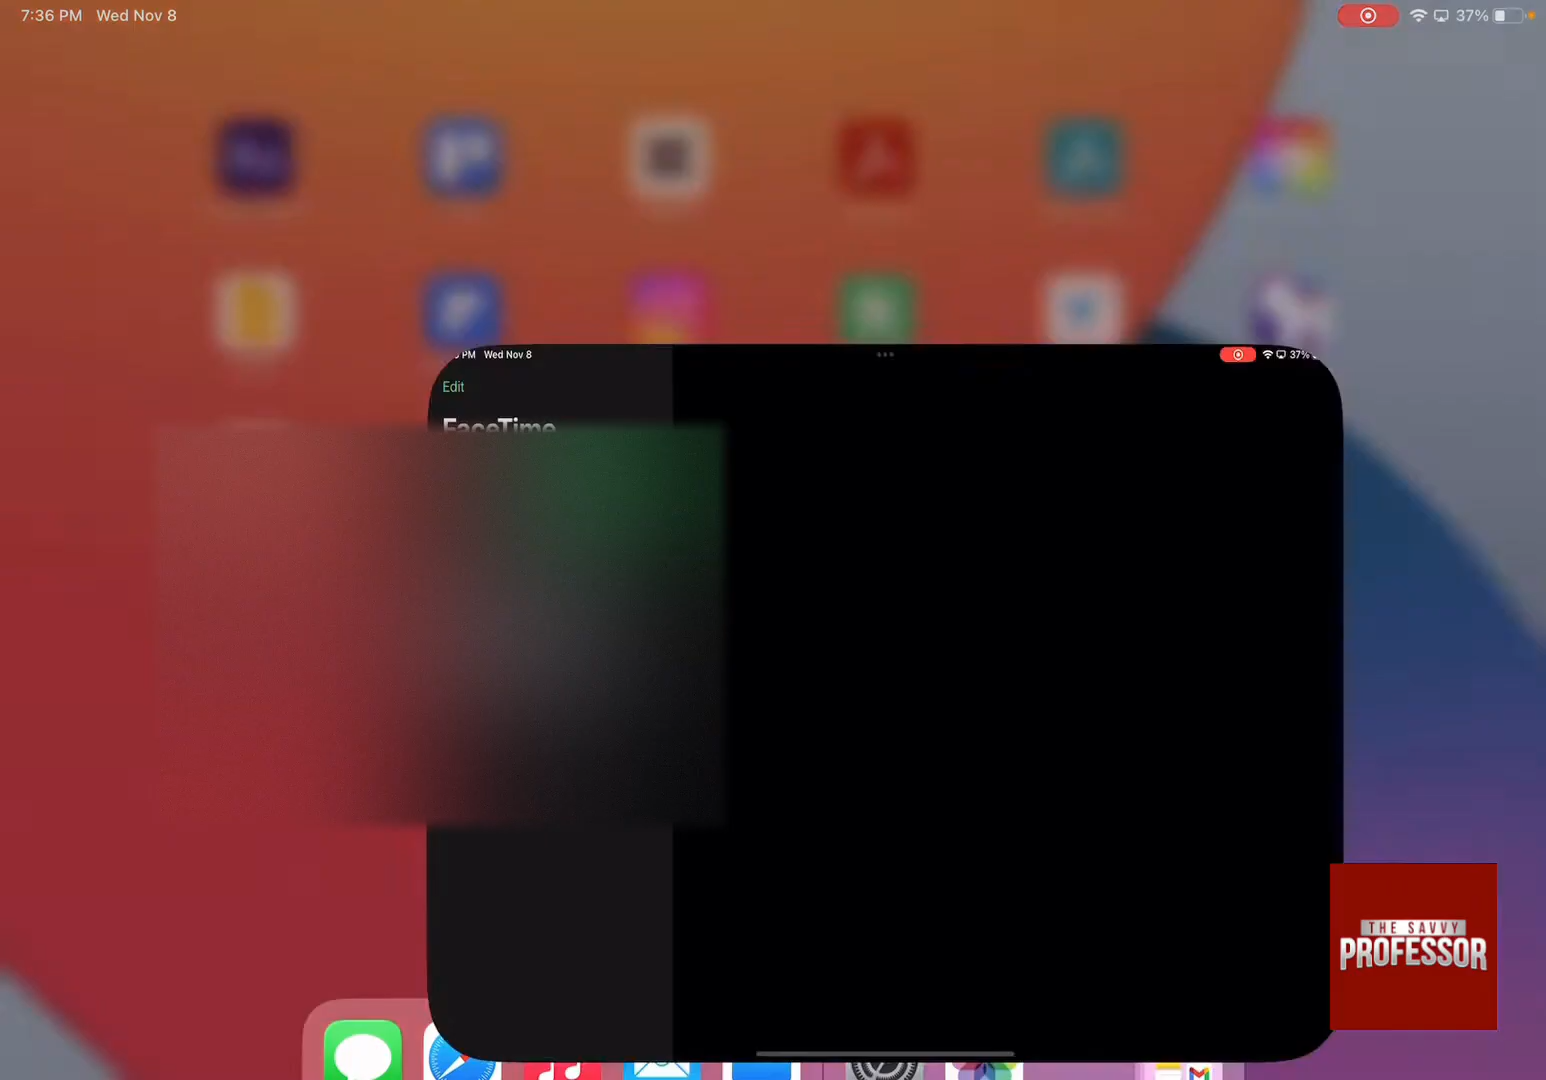 7:36 PM Wed Nov 8
37%
PM Wed Nov 8
37%
Edit
FaceTime
THE SAVVY
PROFESSOR